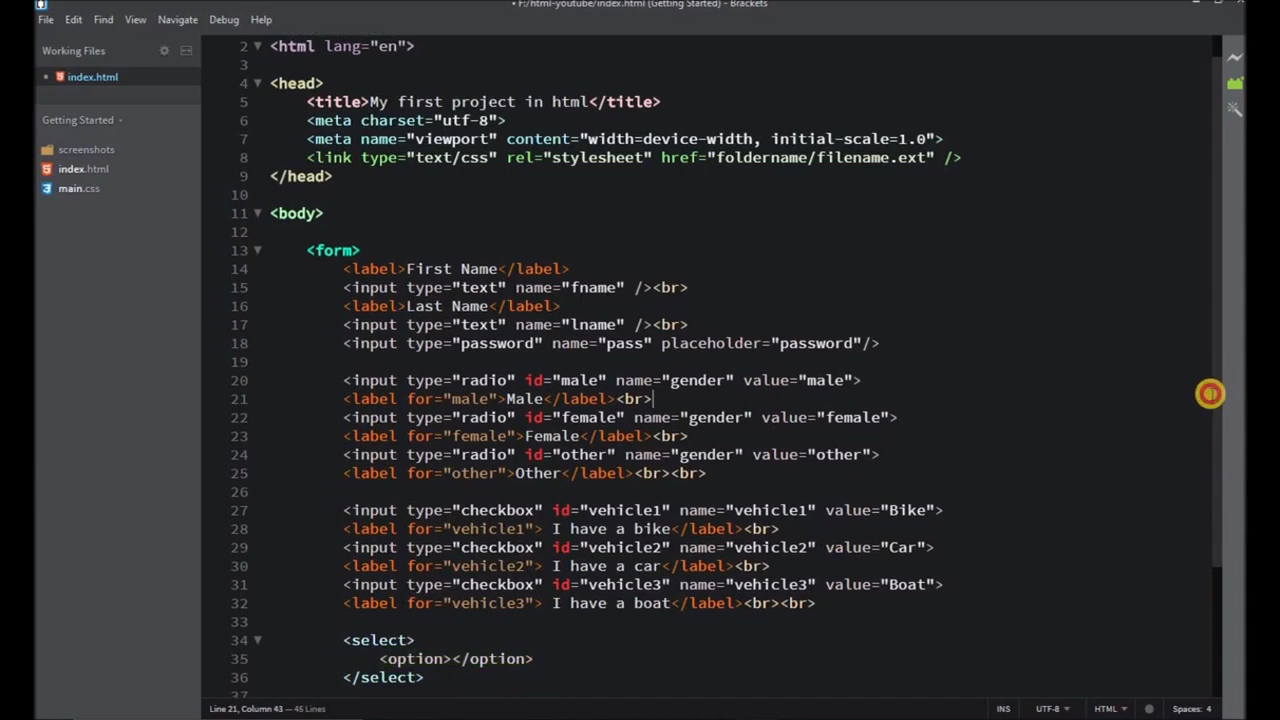 • F:/html-youtube/index.html (Getting Started) - Brackets
File Edit Find View Navigate Debug Help
Working Files
• index.html
Getting Started
screenshots
index.html
main.css
2 <html lang="en">
3
4 <head>
5 <title>My first project in html</title>
6 <meta charset="utf-8">
7 <meta name="viewport" content="width=device-width, initial-scale=1.0">
8 <link type="text/css" rel="stylesheet" href="foldername/filename.ext" />
9 </head>
10
11 <body>
12
13 <form>
14 <label>First Name</label>
15 <input type="text" name="fname" /><br>
16 <label>Last Name</label>
17 <input type="text" name="lname" /><br>
18 <input type="password" name="pass" placeholder="password"/>
19
20 <input type="radio" id="male" name="gender" value="male">
21 <label for="male">Male</label><br>
22 <input type="radio" id="female" name="gender" value="female">
23 <label for="female">Female</label><br>
24 <input type="radio" id="other" name="gender" value="other">
25 <label for="other">Other</label><br><br>
26
27 <input type="checkbox" id="vehicle1" name="vehicle1" value="Bike">
28 <label for="vehicle1"> I have a bike</label><br>
29 <input type="checkbox" id="vehicle2" name="vehicle2" value="Car">
30 <label for="vehicle2"> I have a car</label><br>
31 <input type="checkbox" id="vehicle3" name="vehicle3" value="Boat">
32 <label for="vehicle3"> I have a boat</label><br><br>
33
34 <select>
35 <option></option>
36 </select>
37
Line 21, Column 43 — 45 Lines INS UTF-8 HTML Spaces: 4